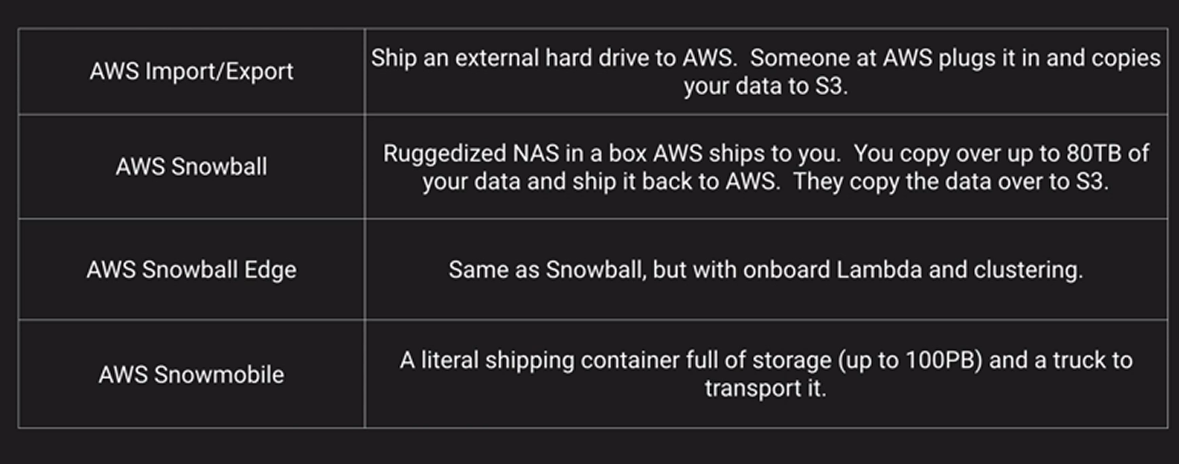 AWS Import/Export
Ship an external hard drive to AWS.  Someone at AWS plugs it in and copies
your data to S3.
AWS Snowball
Ruggedized NAS in a box AWS ships to you.  You copy over up to 80TB of
your data and ship it back to AWS.  They copy the data over to S3.
AWS Snowball Edge
Same as Snowball, but with onboard Lambda and clustering.
AWS Snowmobile
A literal shipping container full of storage (up to 100PB) and a truck to
transport it.